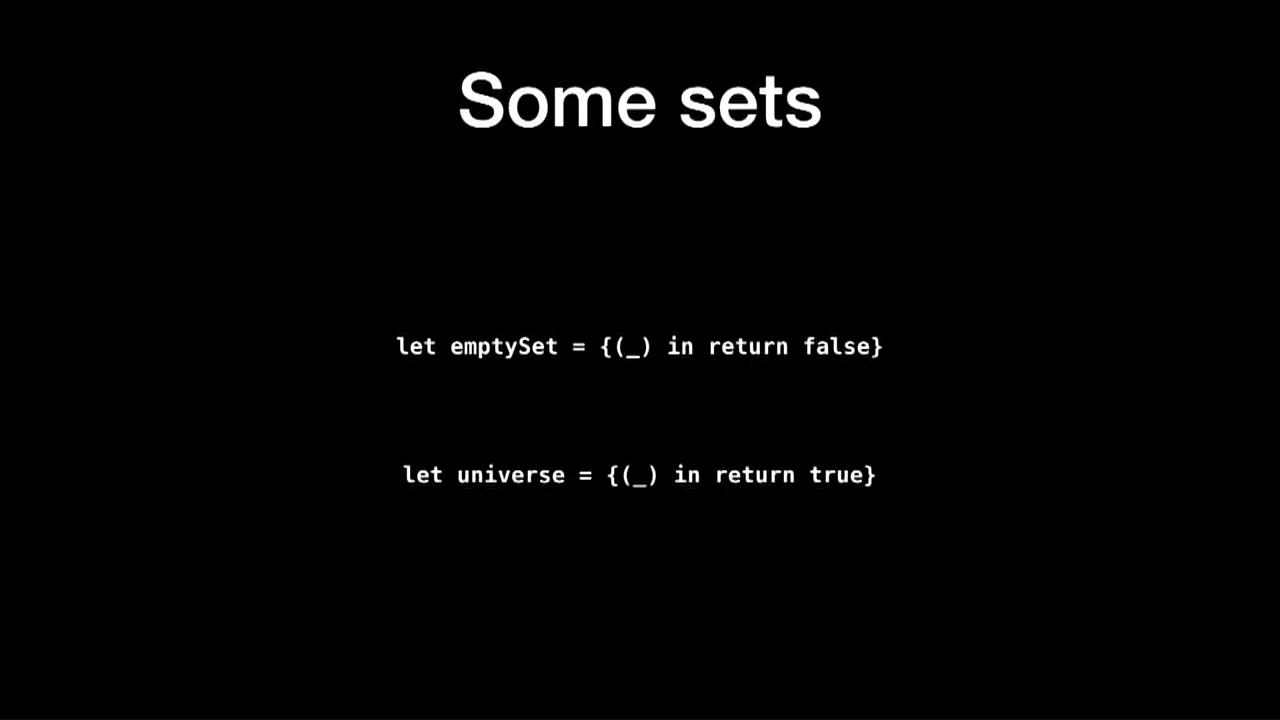 Some sets
let emptySet = {(_) in return false}
let universe = {(_) in return true}